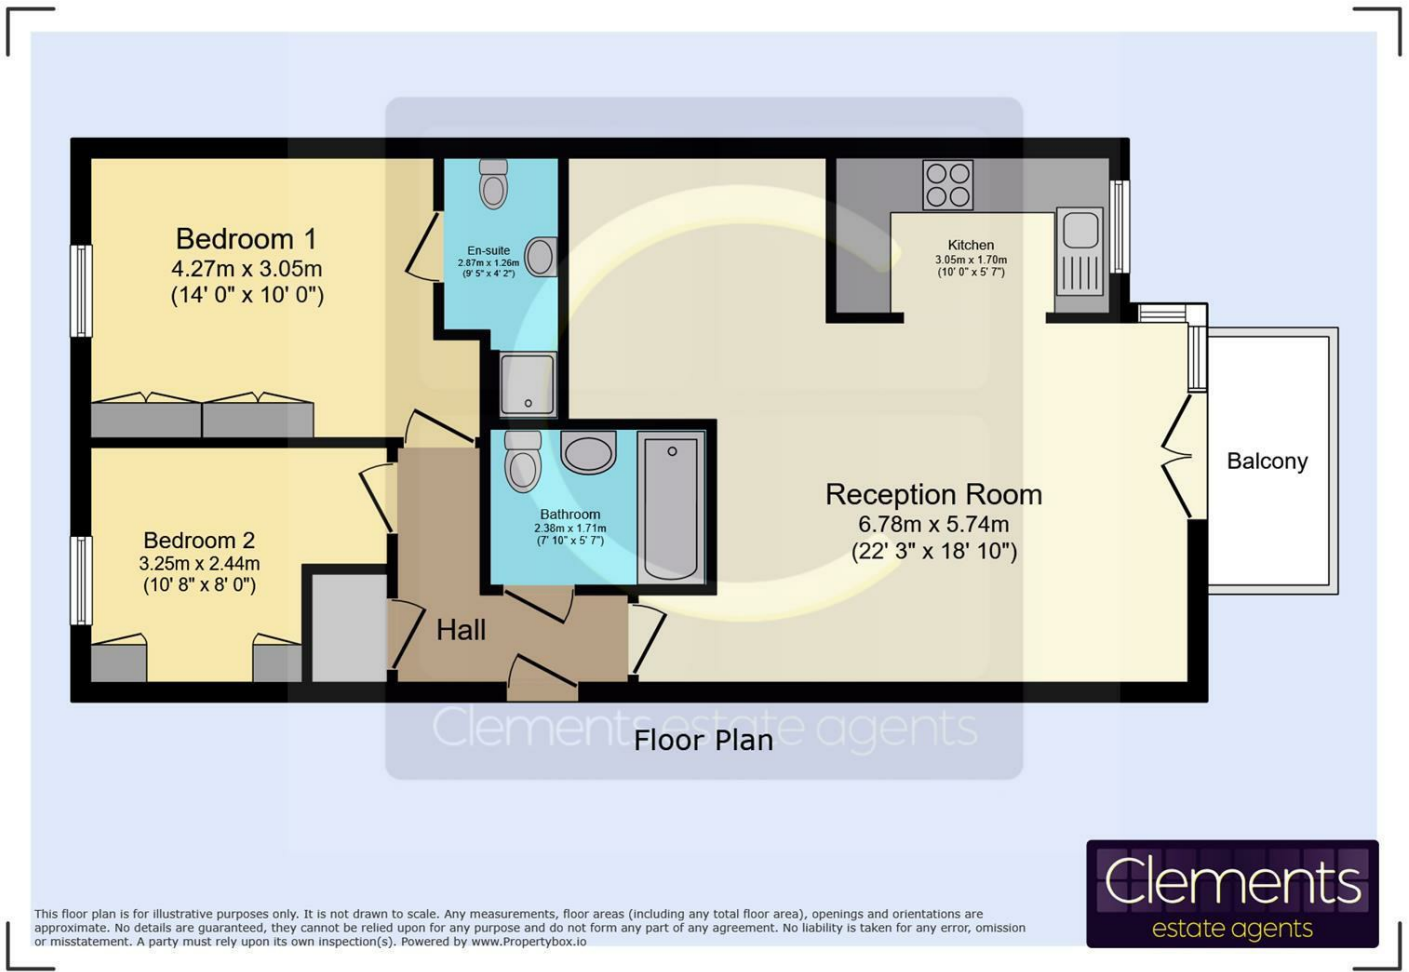 Bedroom 1
4.27m x 3.05m
(14' 0" x 10' 0")
En-suite
2.87m x 1.26m
(9' 5" x 4' 2")
Kitchen
3.05m x 1.70m
(10' 0" x 5' 7")
Balcony
Reception Room
6.78m x 5.74m
(22' 3" x 18' 10")
Bathroom
2.38m x 1.71m
(7' 10" x 5' 7")
Bedroom 2
3.25m x 2.44m
(10' 8" x 8' 0")
Hall
Clements estate agents
Floor Plan
Clements
estate agents
This floor plan is for illustrative purposes only. It is not drawn to scale. Any measurements, floor areas (including any total floor area), openings and orientations are
approximate. No details are guaranteed, they cannot be relied upon for any purpose and do not form any part of any agreement. No liability is taken for any error, omission
or misstatement. A party must rely upon its own inspection(s). Powered by www.Propertybox.io